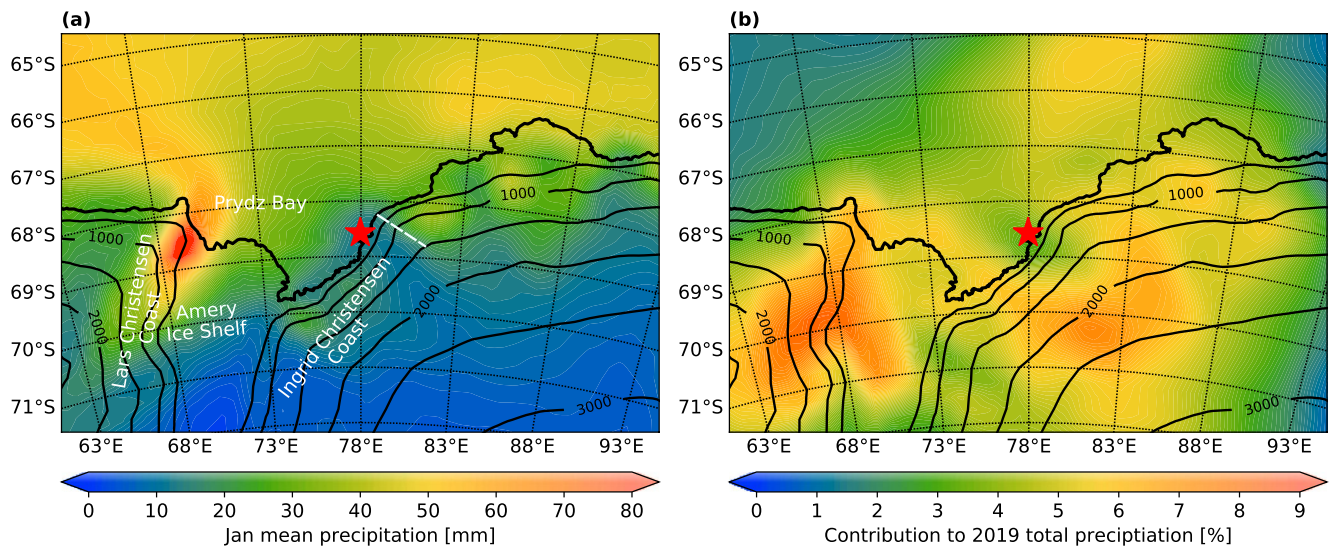 (a)
65°S
66°S
67°S
68°S
69°S
70°S
71°S
Prydz Bay
1000
1000
Lars Christensen
Coast
2000
Amery
Ice Shelf
Ingrid Christensen
Coast
2000
3000
63°E 68°E 73°E 78°E 83°E 88°E 93°E
0 10 20 30 40 50 60 70 80
Jan mean precipitation [mm]
(b)
65°S
66°S
67°S
68°S
69°S
70°S
71°S
1000
1000
2000
2000
3000
63°E 68°E 73°E 78°E 83°E 88°E 93°E
0 1 2 3 4 5 6 7 8 9
Contribution to 2019 total preciptiation [%]